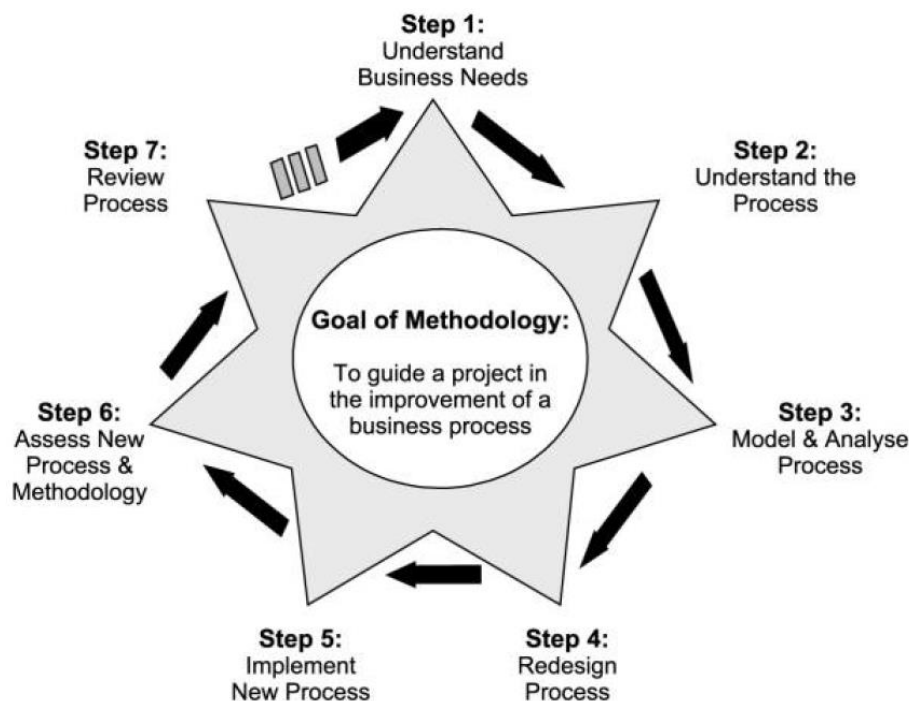 Step 1:
Understand
Business Needs
Step 2:
Understand the
Process
Step 3:
Model & Analyse
Process
Step 4:
Redesign
Process
Step 5:
Implement
New Process
Step 6:
Assess New
Process &
Methodology
Step 7:
Review
Process
Goal of Methodology:
To guide a project in
the improvement of a
business process